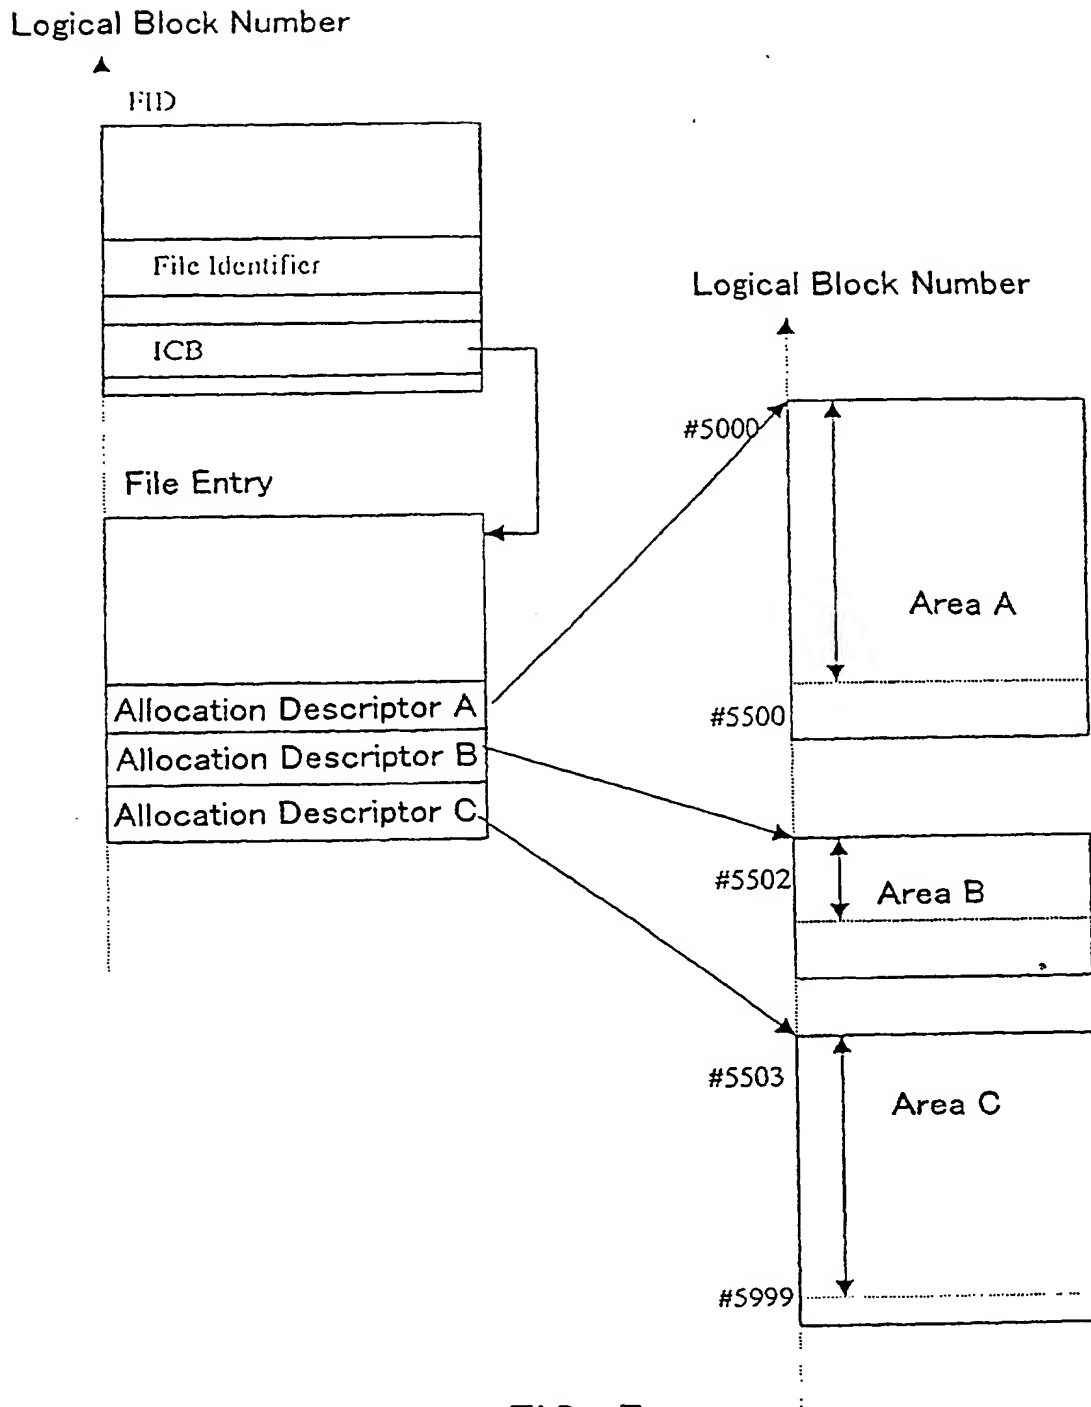 Logical Block Number
FID
File Identifier
ICB
File Entry
Allocation Descriptor A
Allocation Descriptor B
Allocation Descriptor C
Logical Block Number
#5000
Area A
#5500
#5502
Area B
#5503
Area C
#5999